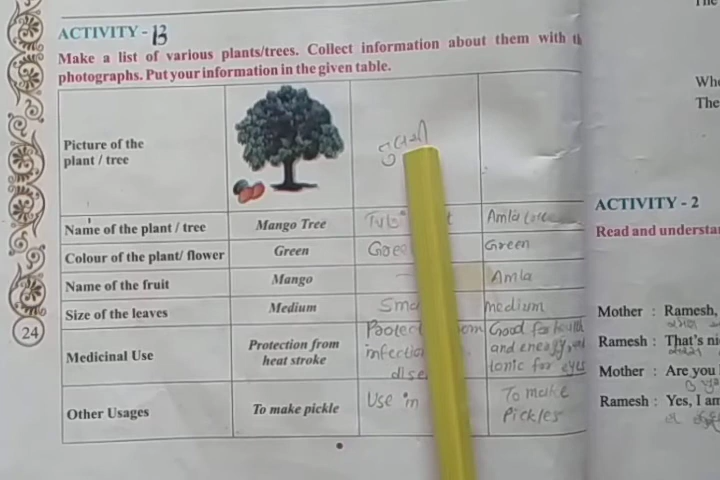 ACTIVITY - 13
Make a list of various plants/trees. Collect information about them with
photographs. Put your information in the given table.
Picture of the
plant / tree
Name of the plant / tree
Mango Tree
Colour of the plant/ flower
Green
Green
Name of the fruit
Mango
Amla
Size of the leaves
Medium
medium
Medicinal Use
Protection from
heat stroke
Good for health
and energy
tonic for eyes
Other Usages
To make pickle
Use in
To make
Pickles
24
ACTIVITY - 2
Read and
Mother : Ramesh,
Ramesh : That's
Mother : Are you
Ramesh : Yes, I am
The